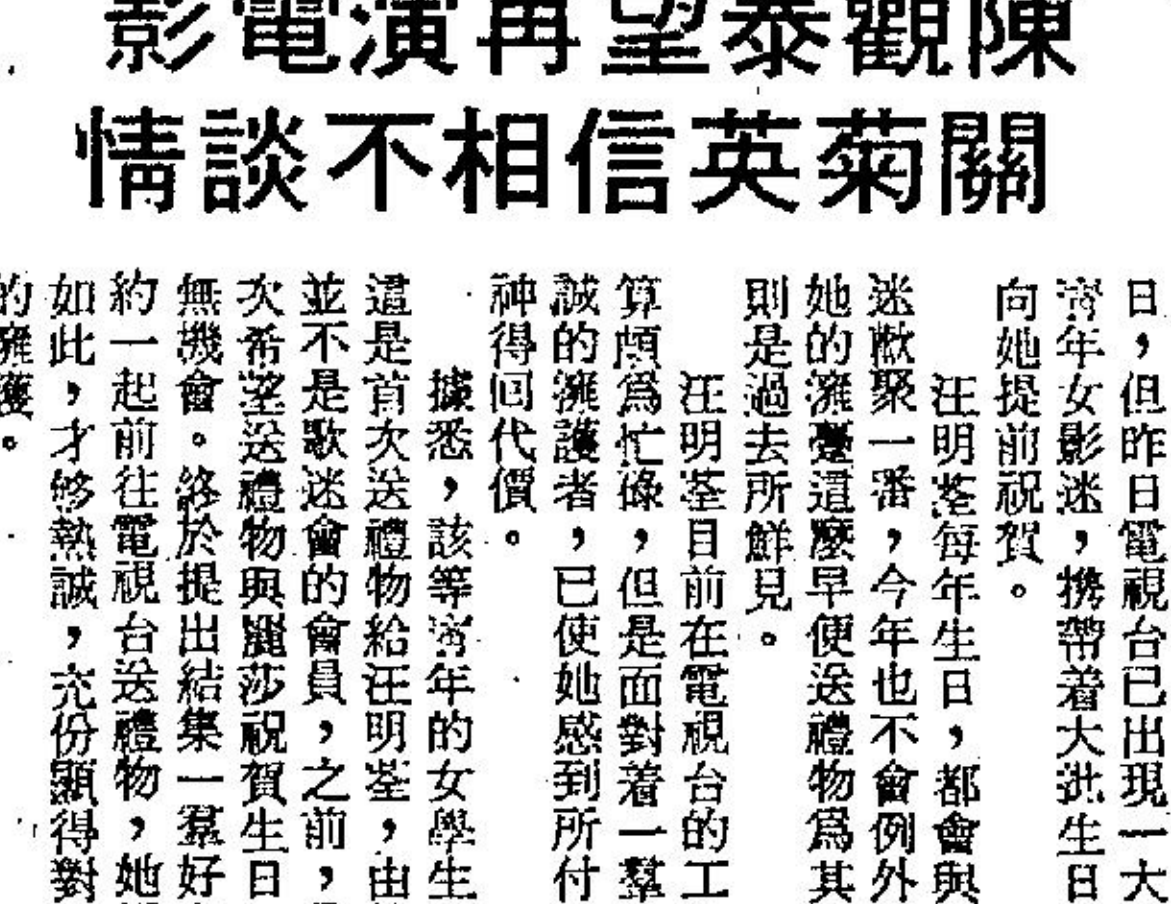 陳觀泰望再演電影
關菊英信相不談情
日，但昨日電視台已出現一大
青年女影迷，携帶着大批生日
向她提前祝賀。
汪明荃每年生日，都會與
迷歡聚一番，今年也不會例外
她的擁躉這麼早便送禮物爲其
則是過去所鮮見。
汪明荃目前在電視台的工
算頗爲忙碌，但是面對着一羣
誠的擁護者，已使她感到所付
神得回代價。
據悉，該等青年的女學生
這是首次送禮物給汪明荃，由
並不是歌迷會的會員，之前，
次希望送禮物與麗莎祝賀生日
無機會。終於提出結集一羣好
約一起前往電視台送禮物，她
如此，才够熱誠，充份顯得對
的擁護。